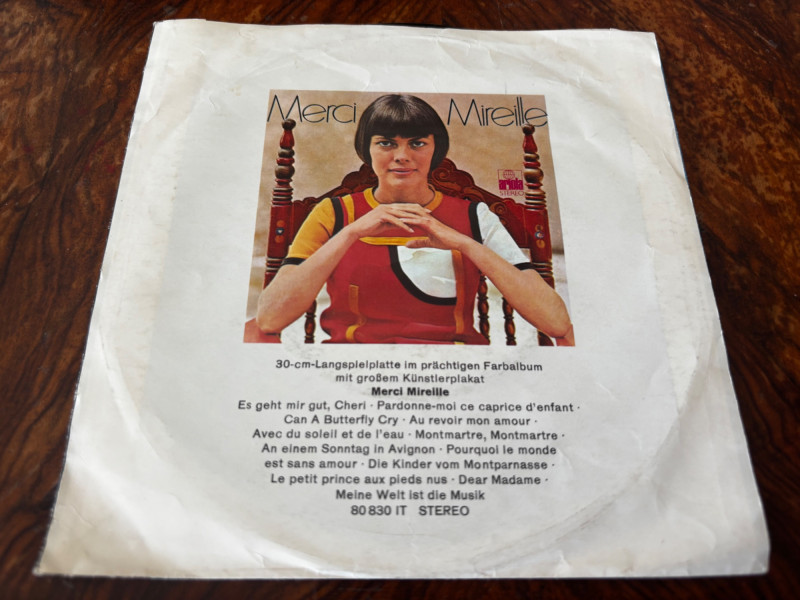 Merci Mireille
ariola
STEREO
30-cm-Langspielplatte im prächtigen Farbalbum
mit großem Künstlerplakat
Merci Mireille
Es geht mir gut, Cheri · Pardonne-moi ce caprice d'enfant ·
Can A Butterfly Cry · Au revoir mon amour ·
Avec du soleil et de l'eau · Montmartre, Montmartre ·
An einem Sonntag in Avignon · Pourquoi le monde
est sans amour · Die Kinder vom Montparnasse ·
Le petit prince aux pieds nus · Dear Madame ·
Meine Welt ist die Musik
80 830 IT STEREO